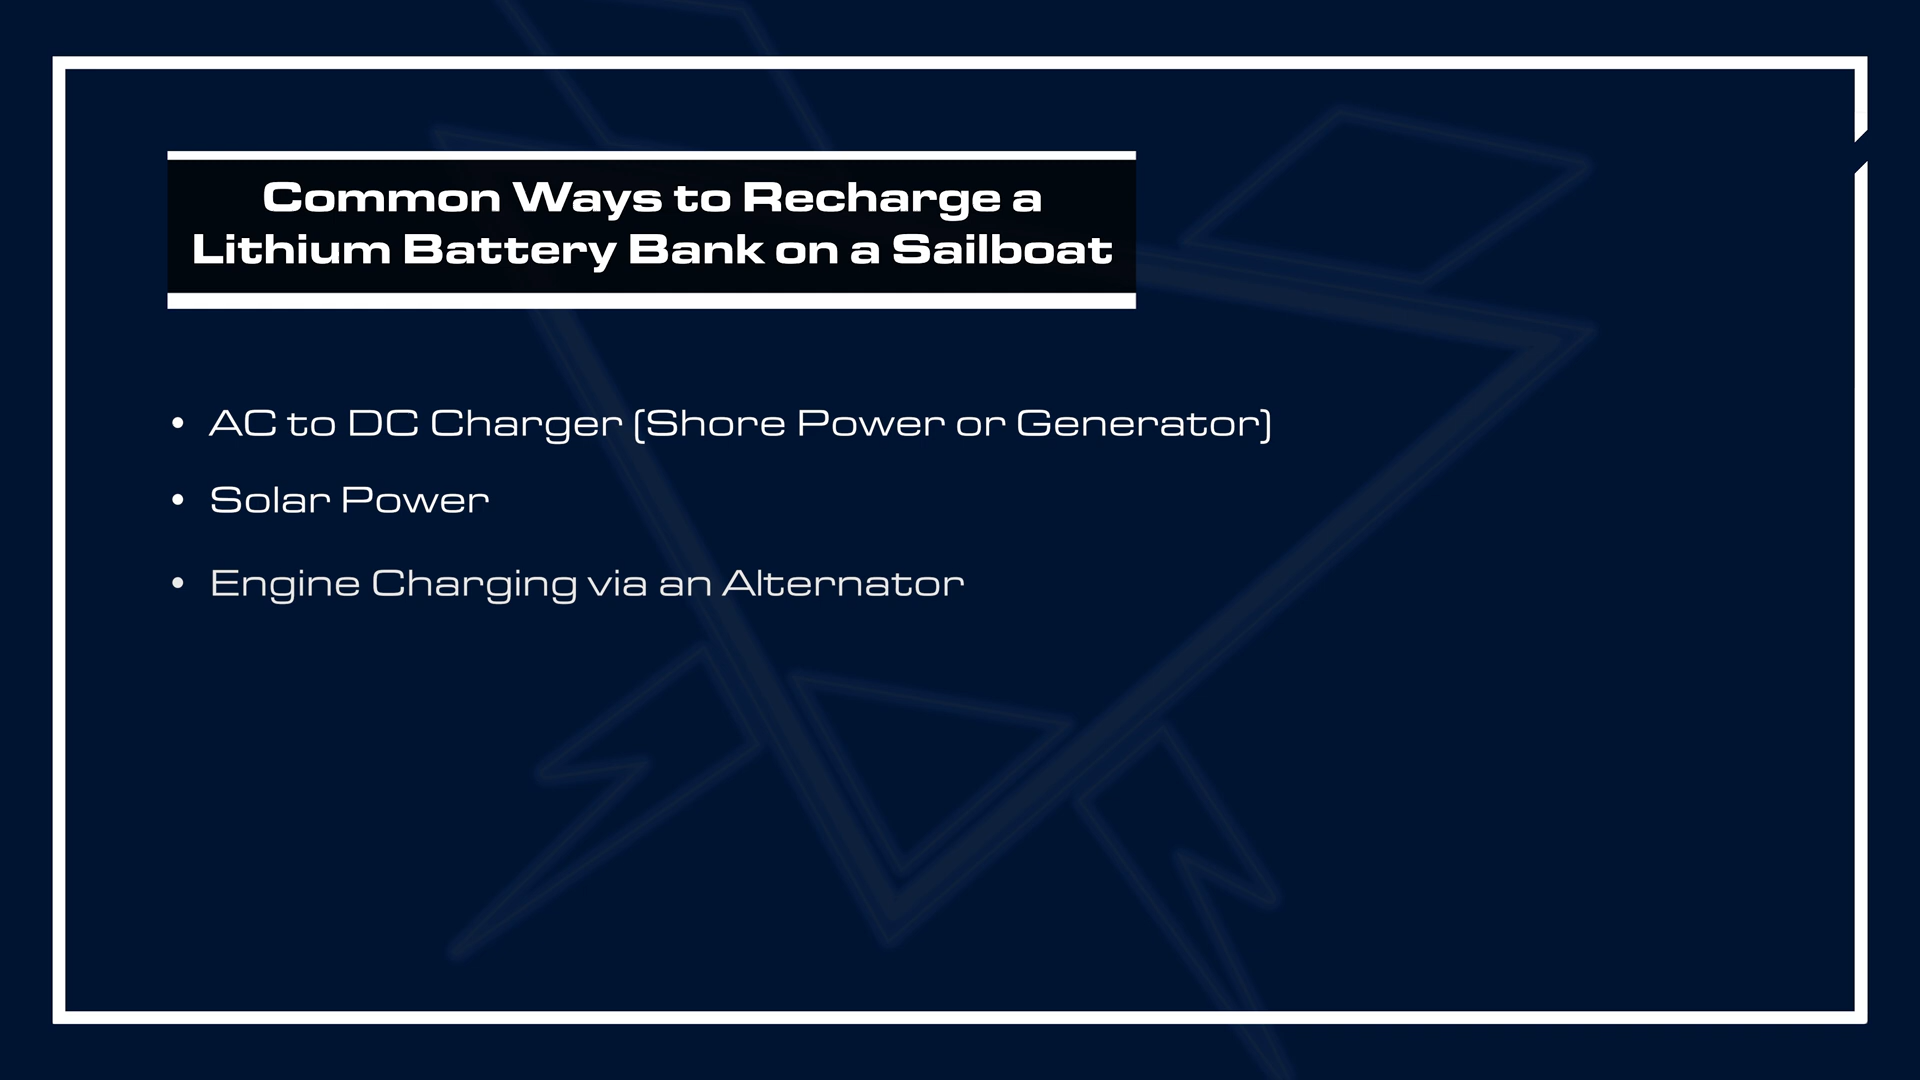 Common Ways to Recharge a
Lithium Battery Bank on a Sailboat
• AC to DC Charger (Shore Power or Generator)
• Solar Power
• Engine Charging via an Alternator